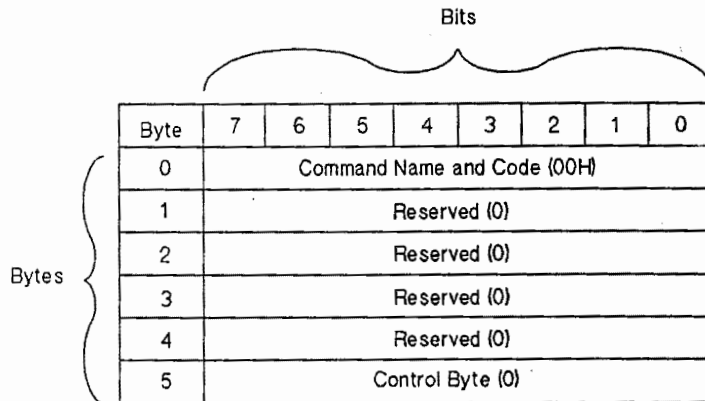 Bits
Byte 7 6 5 4 3 2 1 0
0 Command Name and Code (00H)
1 Reserved (0)
2 Reserved (0)
Bytes
3 Reserved (0)
4 Reserved (0)
5 Control Byte (0)